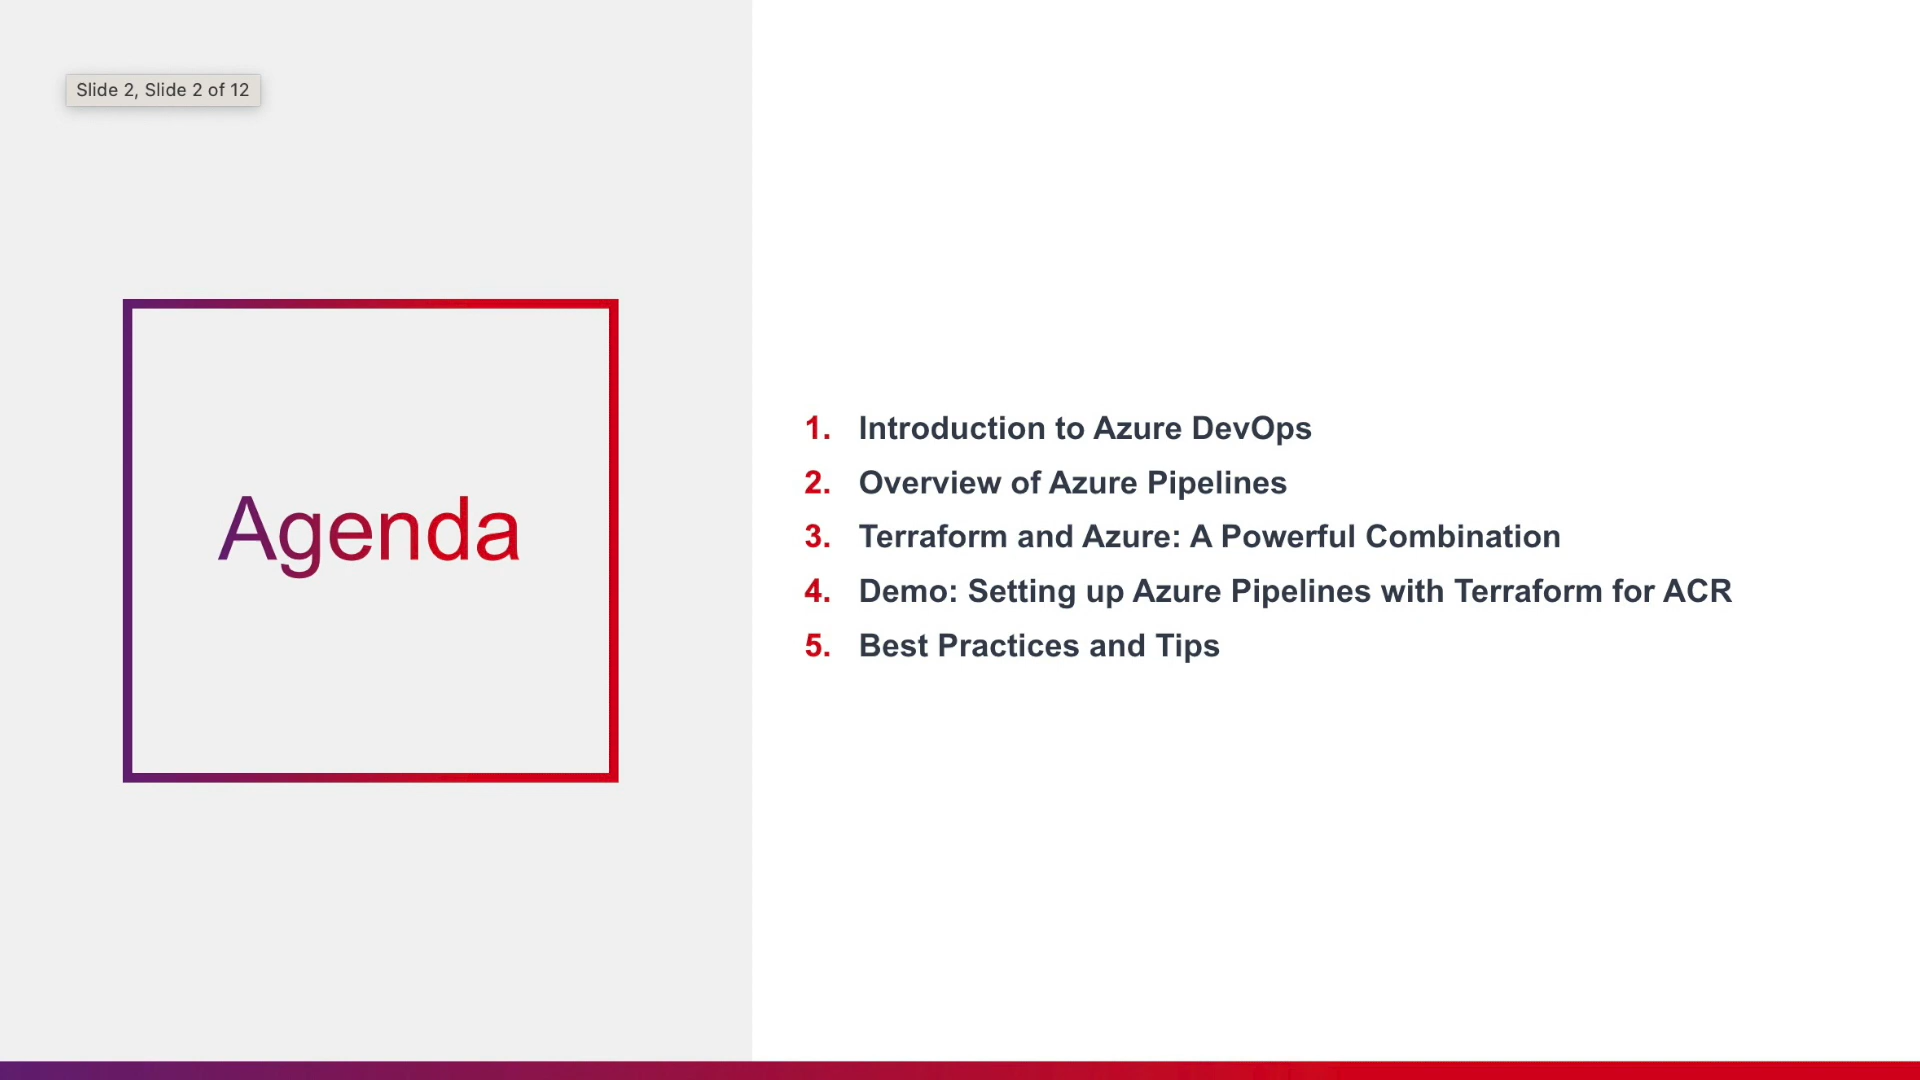 Slide 2, Slide 2 of 12
Agenda
1. Introduction to Azure DevOps
2. Overview of Azure Pipelines
3. Terraform and Azure: A Powerful Combination
4. Demo: Setting up Azure Pipelines with Terraform for ACR
5. Best Practices and Tips